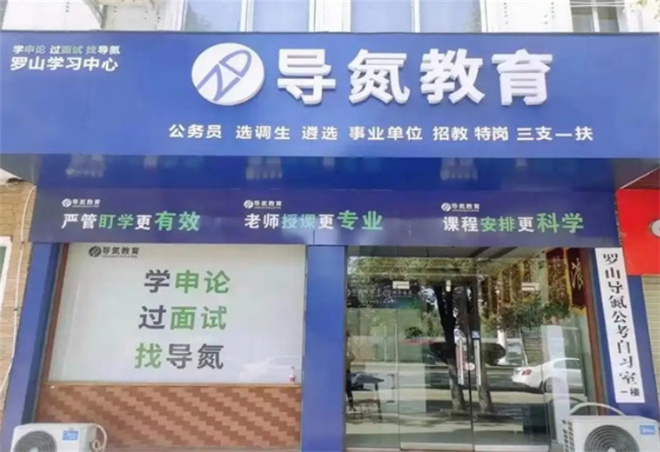 学申论 过面试 找导氮
罗山学习中心
导氮教育
公务员 选调生 遴选 事业单位 招教 特岗 三支一扶
导氮教育
严管盯学更有效
导氮教育
老师授课更专业
导氮教育
课程安排更科学
导氮教育
学申论
过面试
找导氮
罗山导氮公考自习室
一楼